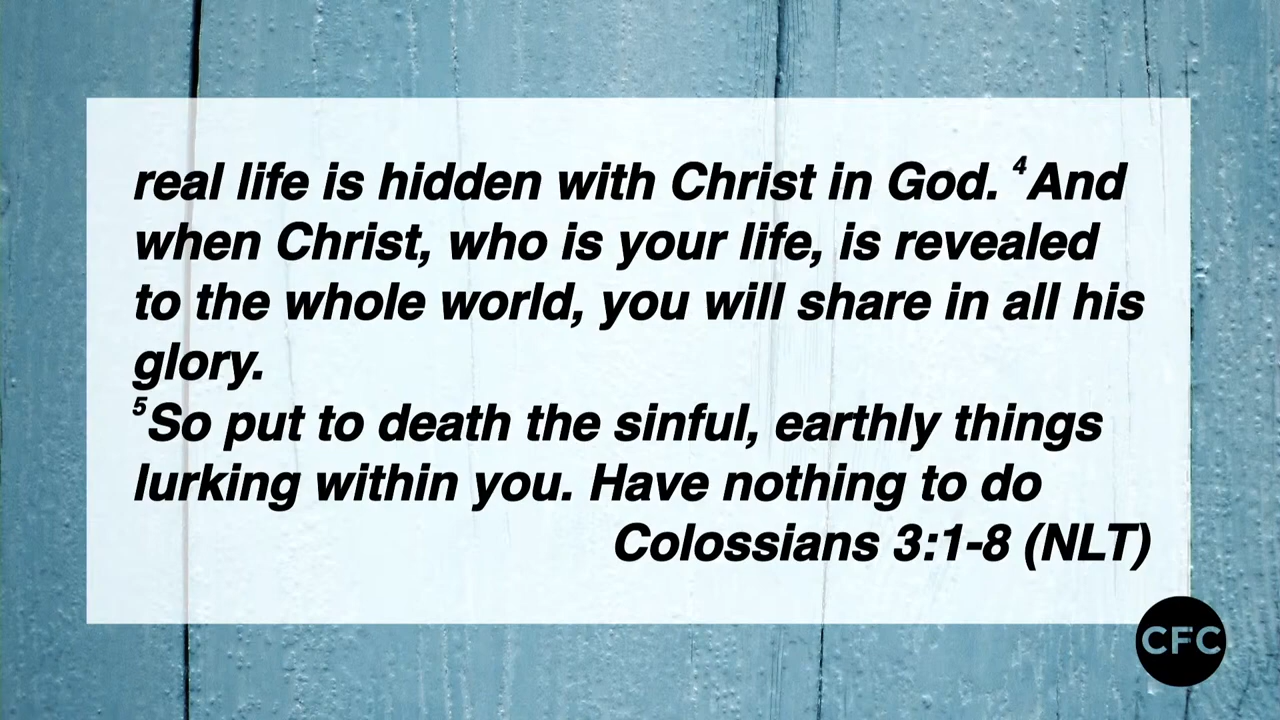 real life is hidden with Christ in God. ⁴And
when Christ, who is your life, is revealed
to the whole world, you will share in all his
glory.
⁵So put to death the sinful, earthly things
lurking within you. Have nothing to do
Colossians 3:1-8 (NLT)
CFC